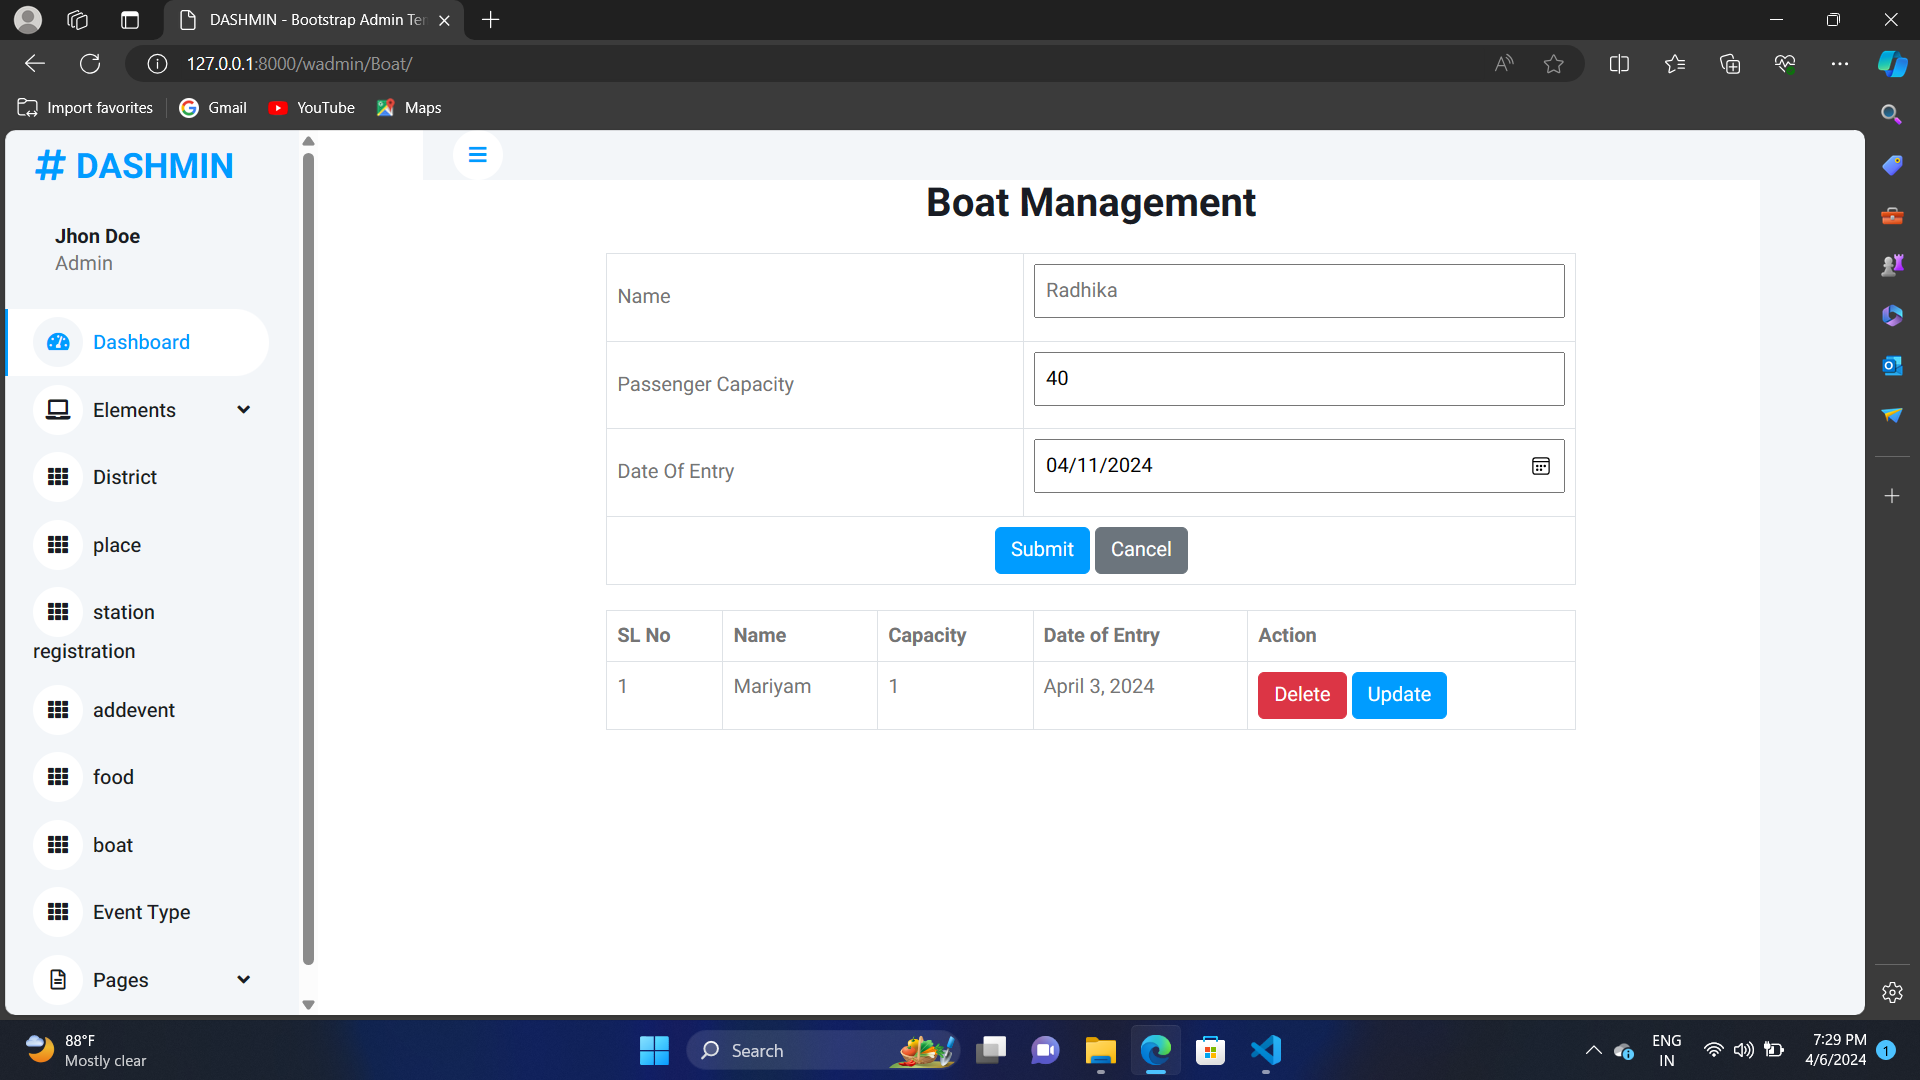 DASHMIN - Bootstrap Admin Te
127.0.0.1:8000/wadmin/Boat/
Import favorites
Gmail
YouTube
Maps
# DASHMIN
Jhon Doe
Admin
Dashboard
Elements
District
place
station
registration
addevent
food
boat
Event Type
Pages
Boat Management
Name Radhika
Passenger Capacity 40
Date Of Entry 04/11/2024
Submit Cancel
SL No Name Capacity Date of Entry Action
1 Mariyam 1 April 3, 2024 Delete Update
88°F
Mostly clear
Search
ENG
IN
7:29 PM
4/6/2024
1